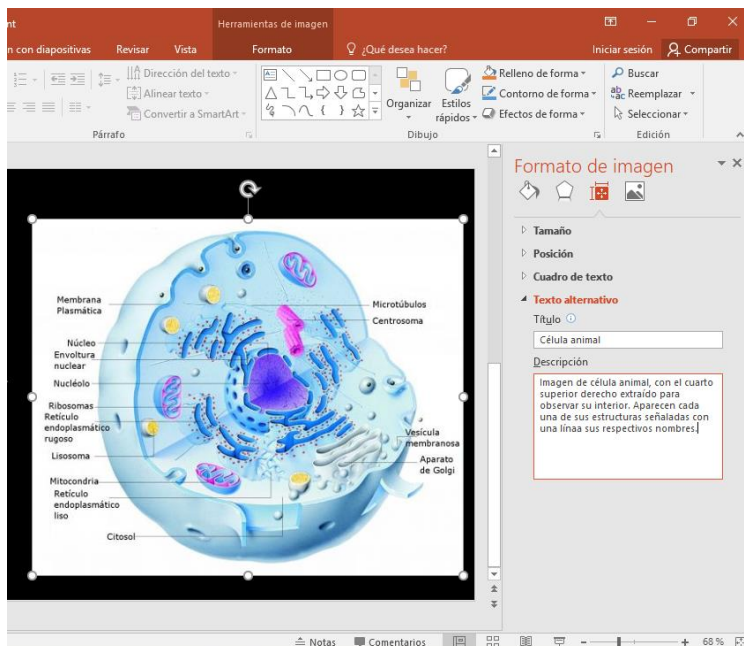 nt
Herramientas de imagen
n con diapositivas
Revisar
Vista
Formato
¿Qué desea hacer?
Iniciar sesión
Compartir
Dirección del texto
Alinear texto
Convertir a SmartArt
Párrafo
Organizar
Estilos
rápidos
Relleno de forma
Contorno de forma
Efectos de forma
Dibujo
Buscar
Reemplazar
Seleccionar
Edición
Formato de imagen
Tamaño
Posición
Cuadro de texto
Texto alternativo
Título
Célula animal
Descripción
Imagen de célula animal, con el cuarto
superior derecho extraído para
observar su interior. Aparecen cada
una de sus estructuras señaladas con
una línaa sus respectivos nombres.
Membrana
Plasmática
Núcleo
Envoltura
nuclear
Nucléolo
Ribosomas
Retículo
endoplasmático
rugoso
Lisosoma
Mitocondria
Retículo
endoplasmático
liso
Citosol
Microtúbulos
Centrosoma
Vesícula
membranosa
Aparato
de Golgi
Notas
Comentarios
68 %